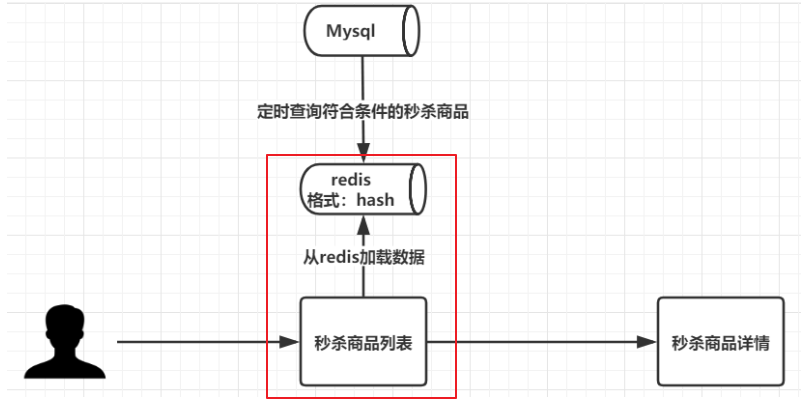 Mysql
定时查询符合条件的秒杀商品
redis
格式：hash
从redis加载数据
秒杀商品列表
秒杀商品详情